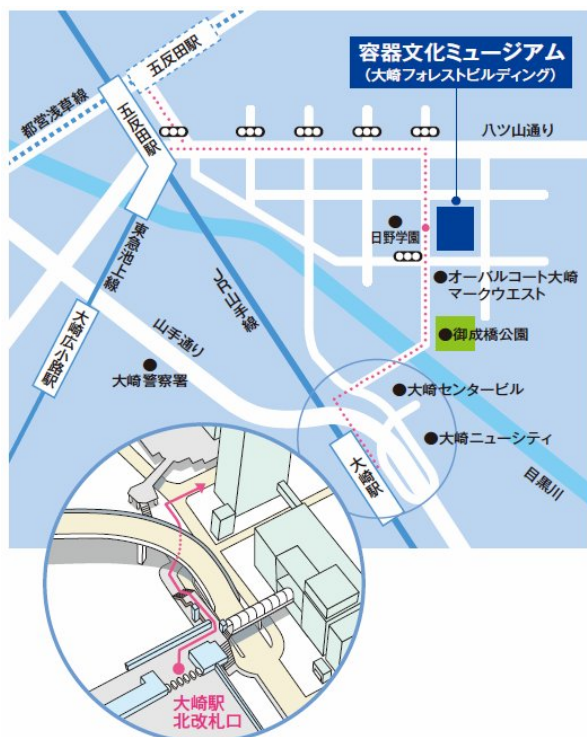 容器文化ミュージアム
(大崎フォレストビルディング)
五反田駅
都営浅草線
五反田駅
八ツ山通り
日野学園
東急池上線
JR山手線
オーバルコート大崎
マークウエスト
大崎広小路駅
山手通り
御成橋公園
大崎警察署
大崎センタービル
大崎ニューシティ
大崎駅
目黒川
大崎駅
北改札口